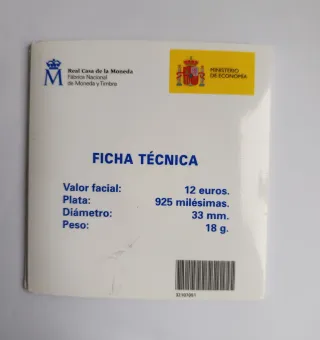 Real Casa de la Moneda
Fábrica Nacional
de Moneda y Timbre
MINISTERIO
DE ECONOMÍA
FICHA TÉCNICA
Valor facial: 12 euros.
Plata: 925 milésimas.
Diámetro: 33 mm.
Peso: 18 g.